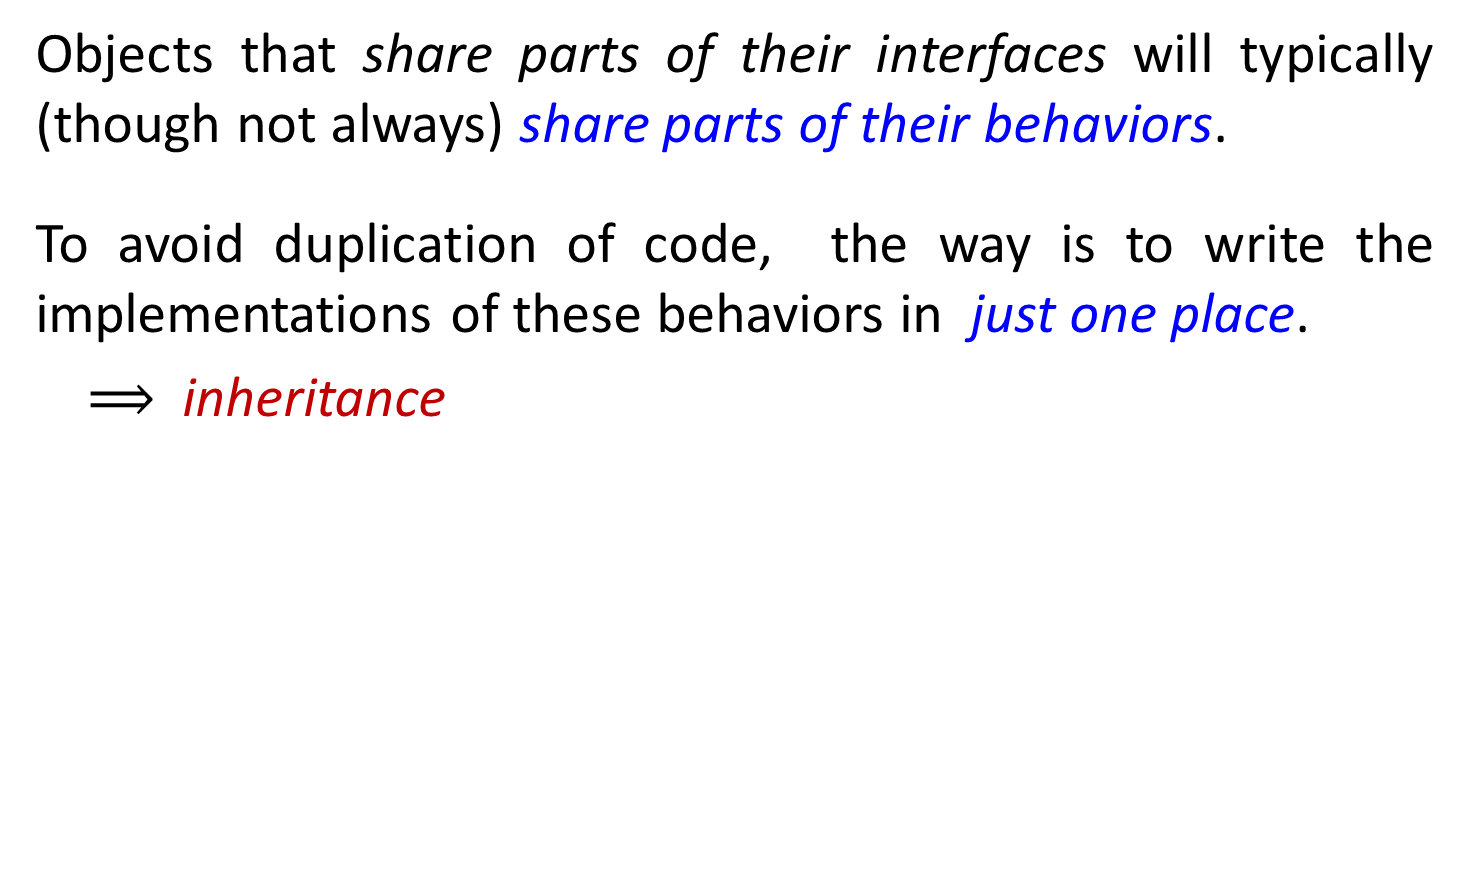 Objects that share parts of their interfaces will typically
(though not always) share parts of their behaviors.
To avoid duplication of code, the way is to write the
implementations of these behaviors in just one place.
⟹ inheritance